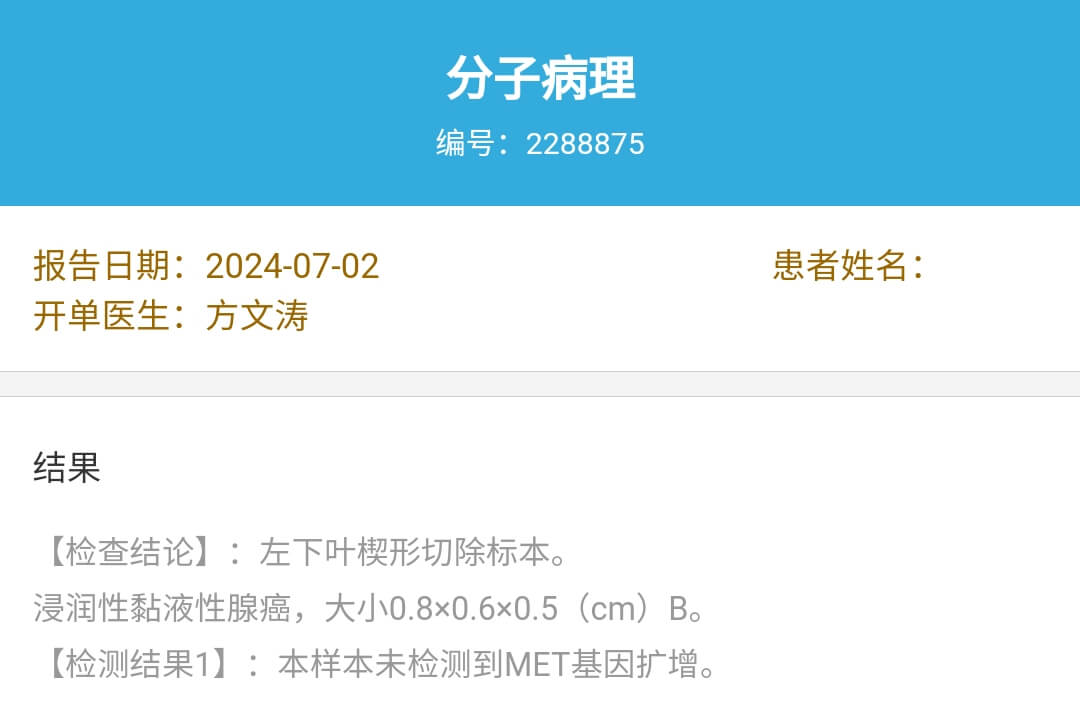 分子病理
编号：2288875
报告日期：2024-07-02 患者姓名：
开单医生：方文涛
结果
【检查结论】：左下叶楔形切除标本。
浸润性黏液性腺癌，大小0.8×0.6×0.5（cm）B。
【检测结果1】：本样本未检测到MET基因扩增。